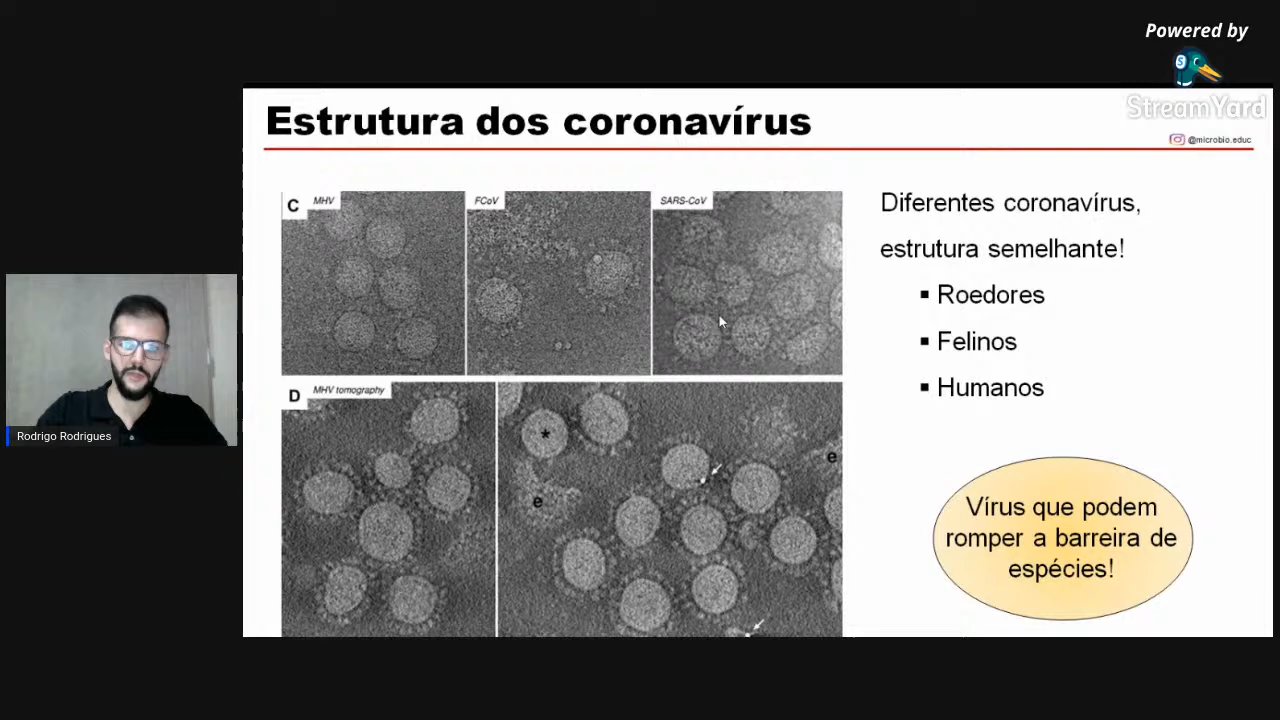 Powered by
StreamYard
Estrutura dos coronavírus
@microbio.educ
C
MHV
FCoV
SARS-CoV
Diferentes coronavírus,
estrutura semelhante!
▪ Roedores
▪ Felinos
▪ Humanos
D
MHV tomography
*
e
e
Vírus que podem
romper a barreira de
espécies!
Rodrigo Rodrigues